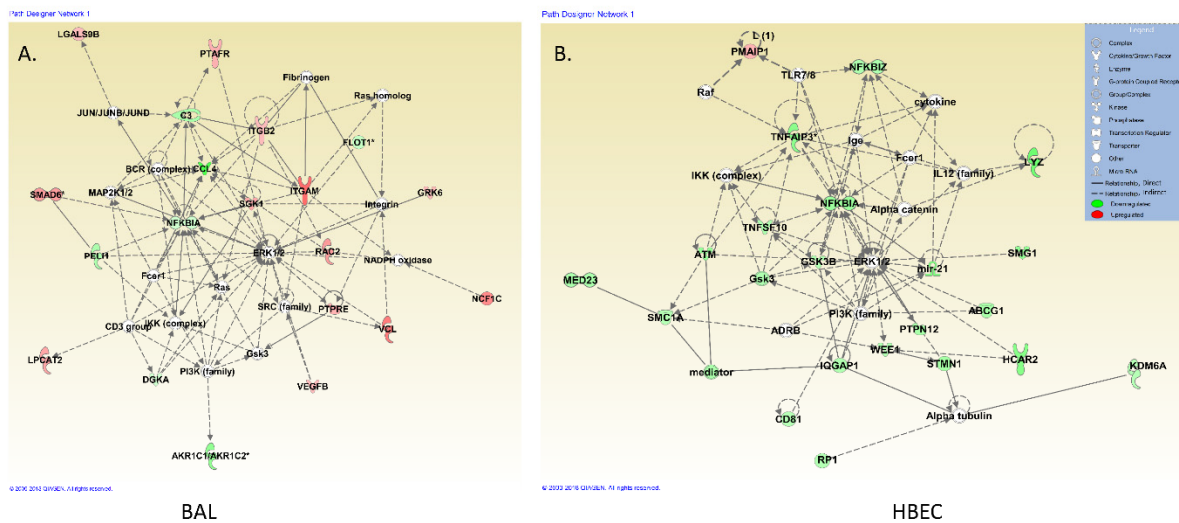 Path Designer Network 1
A.
LGALS9B
PTAFR
Fibrinogen
Ras homolog
JUN/JUNB/JUND
C3
ITGB2
FLOT1*
BCR (complex)
CCL4
MAP2K1/2
SMAD6*
SGK1
ITGAM
GRK6
Integrin
NFKBIA
PELI1
ERK1/2
RAC2
NADPH oxidase
Fcer1
Ras
NCF1C
SRC (family)
PTPRE
CD3 group
IKK (complex)
VCL
LPCAT2
Gsk3
DGKA
PI3K (family)
VEGFB
AKR1C1/AKR1C2*
BAL
Path Designer Network 1
B.
L (1)
PMAIP1
TLR7/8
NFKBIZ
Raf
cytokine
TNFAIP3*
Ige
Fcer1
LYZ
IKK (complex)
IL12 (family)
NFKBIA
Alpha catenin
TNFSF10
ATM
GSK3B
ERK1/2
SMG1
mir-21
MED23
Gsk3
ABCG1
SMC1A
PI3K (family)
ADRB
PTPN12
WEE1
HCAR2
mediator
IQGAP1
STMN1
KDM6A
CD81
Alpha tubulin
RP1
HBEC
Legend
Complex
Cytokine/Growth Factor
Enzyme
G-protein Coupled Receptor
Group/Complex
Kinase
Phosphatase
Transcription Regulator
Transporter
Other
Micro RNA
Relationship, Direct
Relationship, Indirect
Downregulated
Upregulated